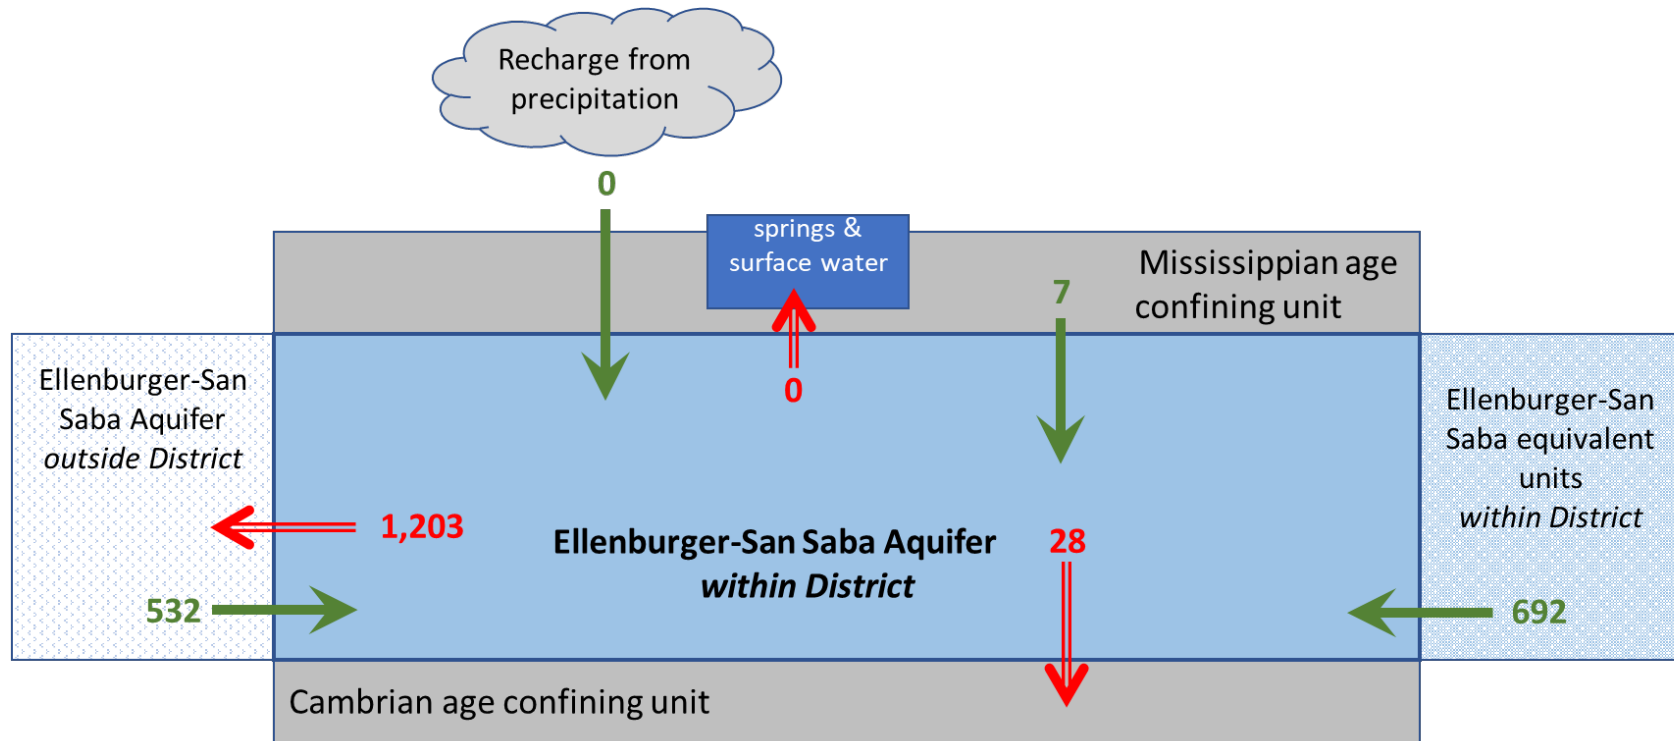 Recharge from
precipitation
0
springs &
surface water
Mississippian age
confining unit
7
0
Ellenburger-San
Saba Aquifer
outside District
Ellenburger-San
Saba equivalent
units
within District
1,203
Ellenburger-San Saba Aquifer
within District
28
532
692
Cambrian age confining unit